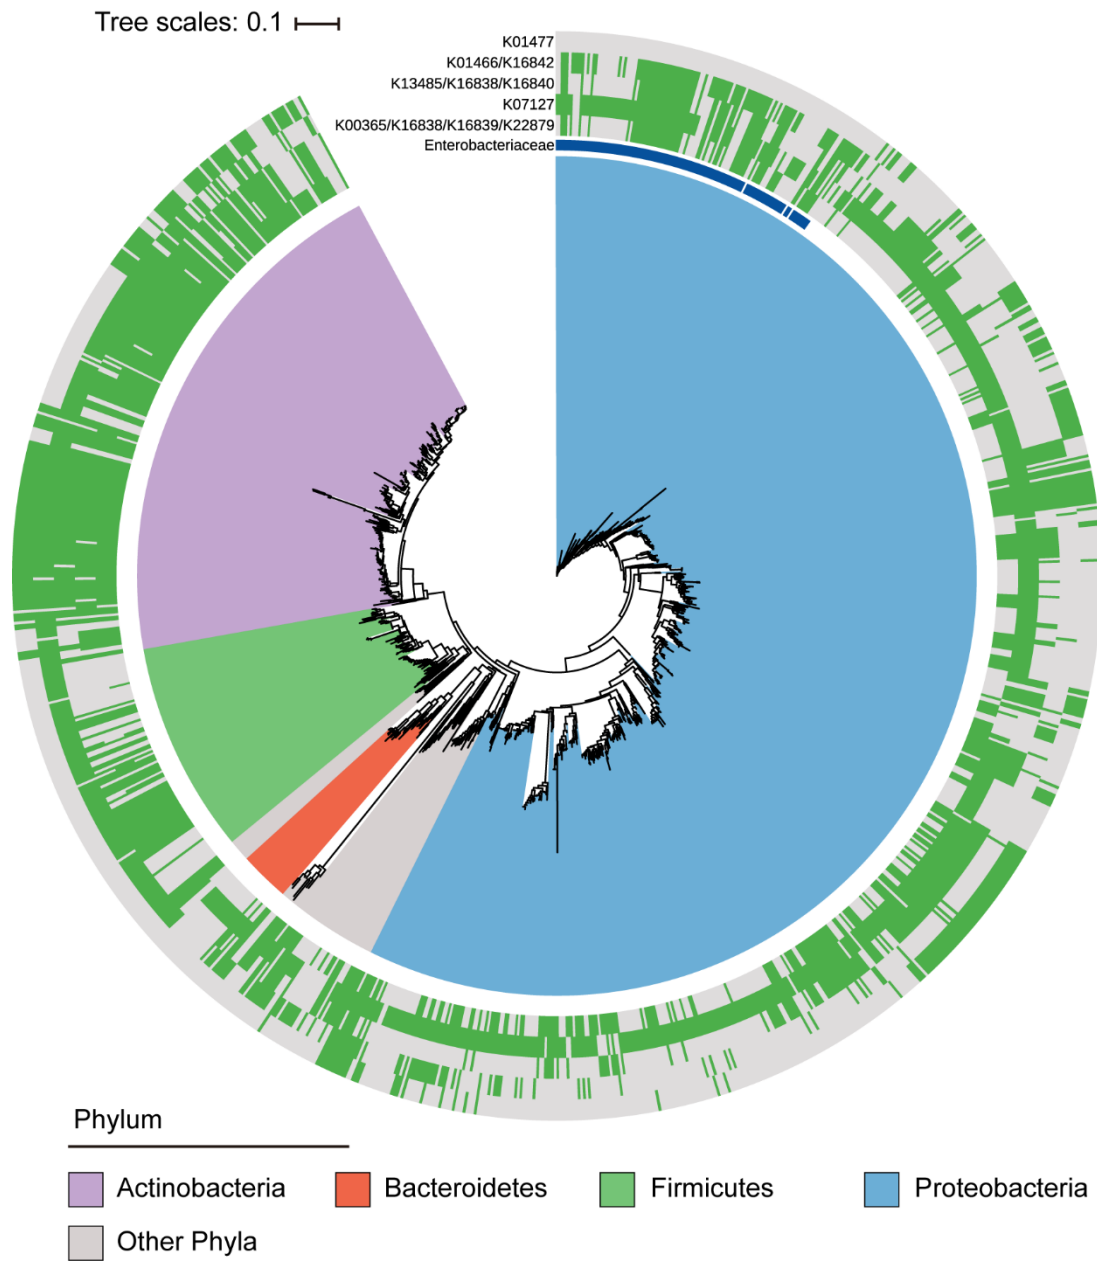 Tree scales: 0.1
K01477
K01466/K16842
K13485/K16838/K16840
K07127
K00365/K16838/K16839/K22879
Enterobacteriaceae
Phylum
Actinobacteria
Bacteroidetes
Firmicutes
Proteobacteria
Other Phyla